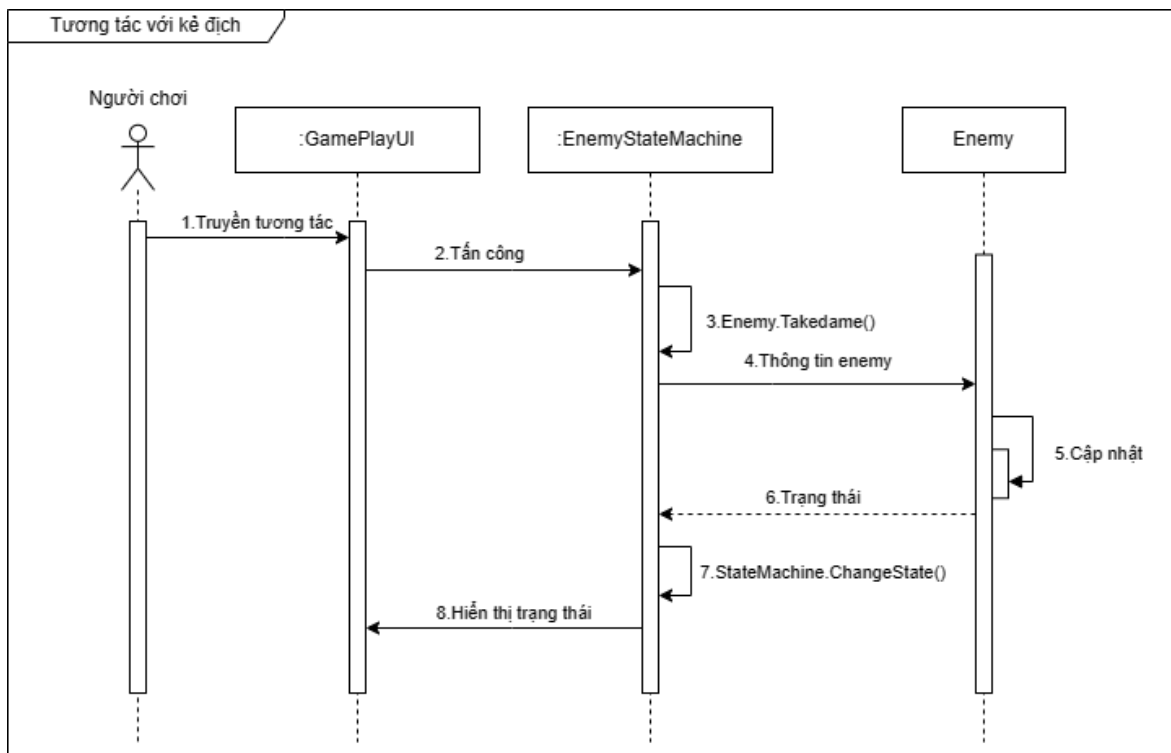 Tương tác với kẻ địch
Người chơi
:GamePlayUI
:EnemyStateMachine
Enemy
1.Truyền tương tác
2.Tấn công
3.Enemy.Takedame()
4.Thông tin enemy
5.Cập nhật
6.Trạng thái
7.StateMachine.ChangeState()
8.Hiển thị trạng thái